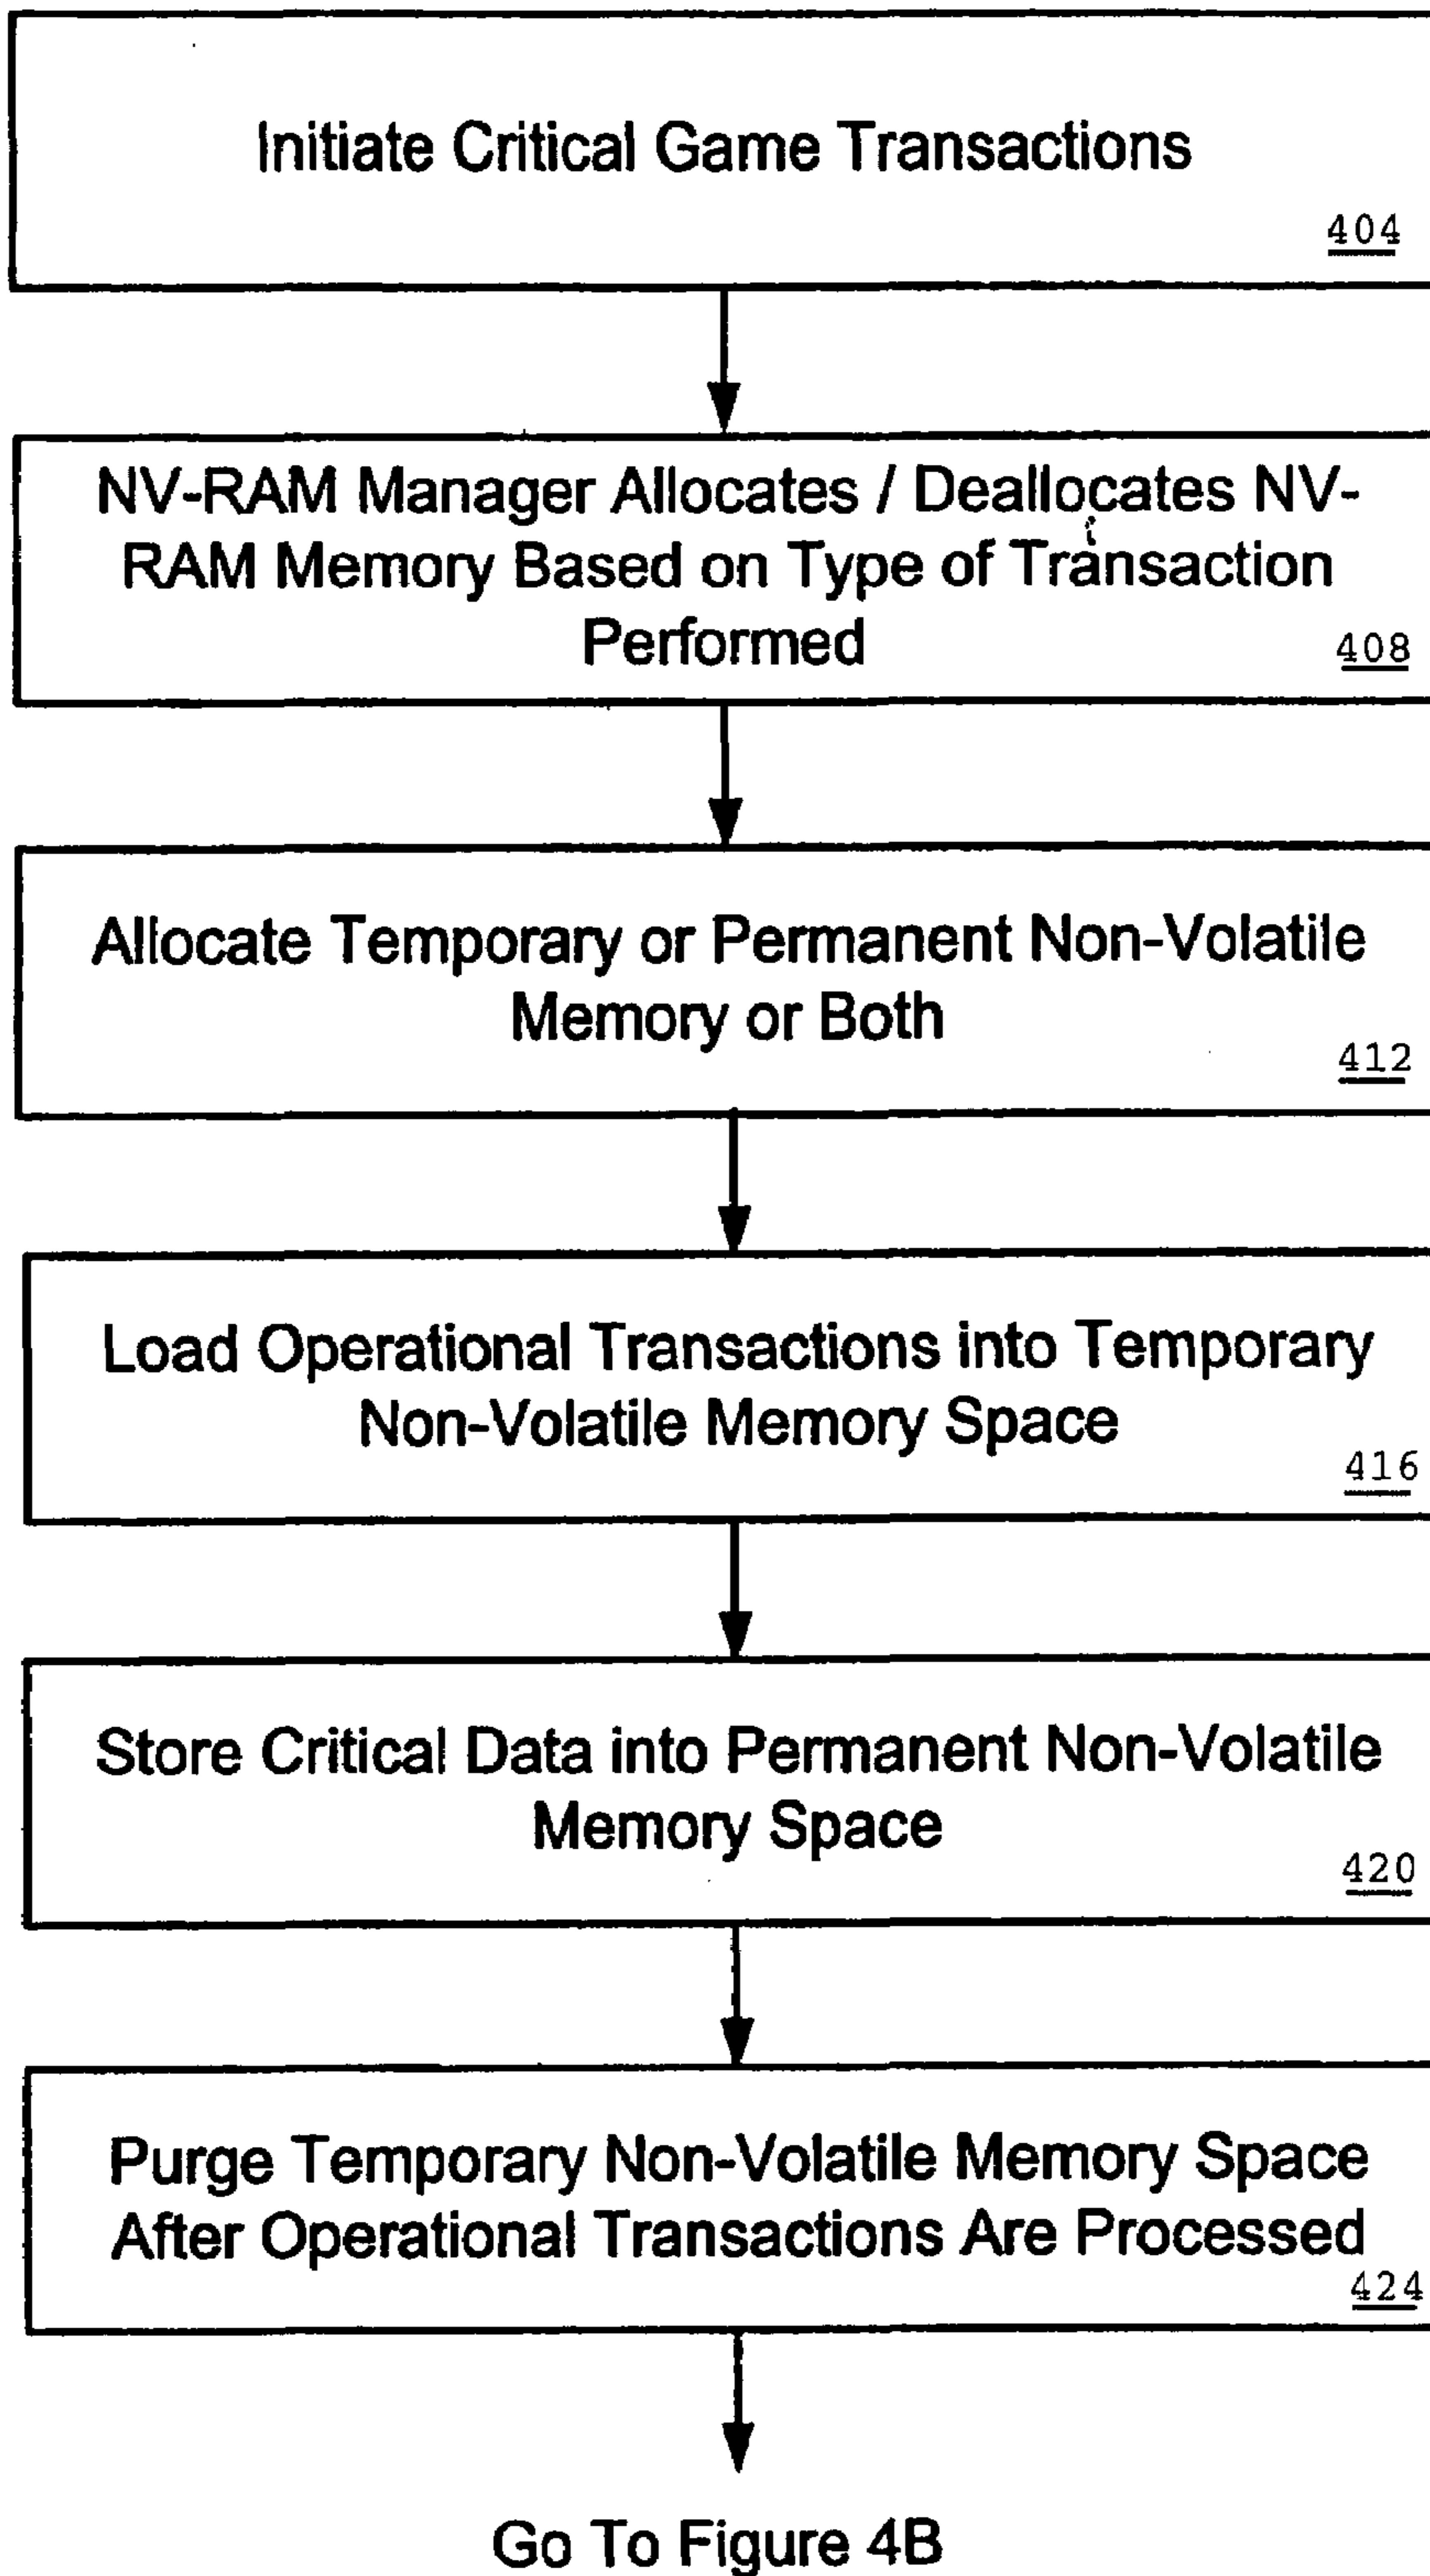 Initiate Critical Game Transactions
404
NV-RAM Manager Allocates / Deallocates NV-
RAM Memory Based on Type of Transaction
Performed
408
Allocate Temporary or Permanent Non-Volatile
Memory or Both
412
Load Operational Transactions into Temporary
Non-Volatile Memory Space
416
Store Critical Data into Permanent Non-Volatile
Memory Space
420
Purge Temporary Non-Volatile Memory Space
After Operational Transactions Are Processed
424
Go To Figure 4B